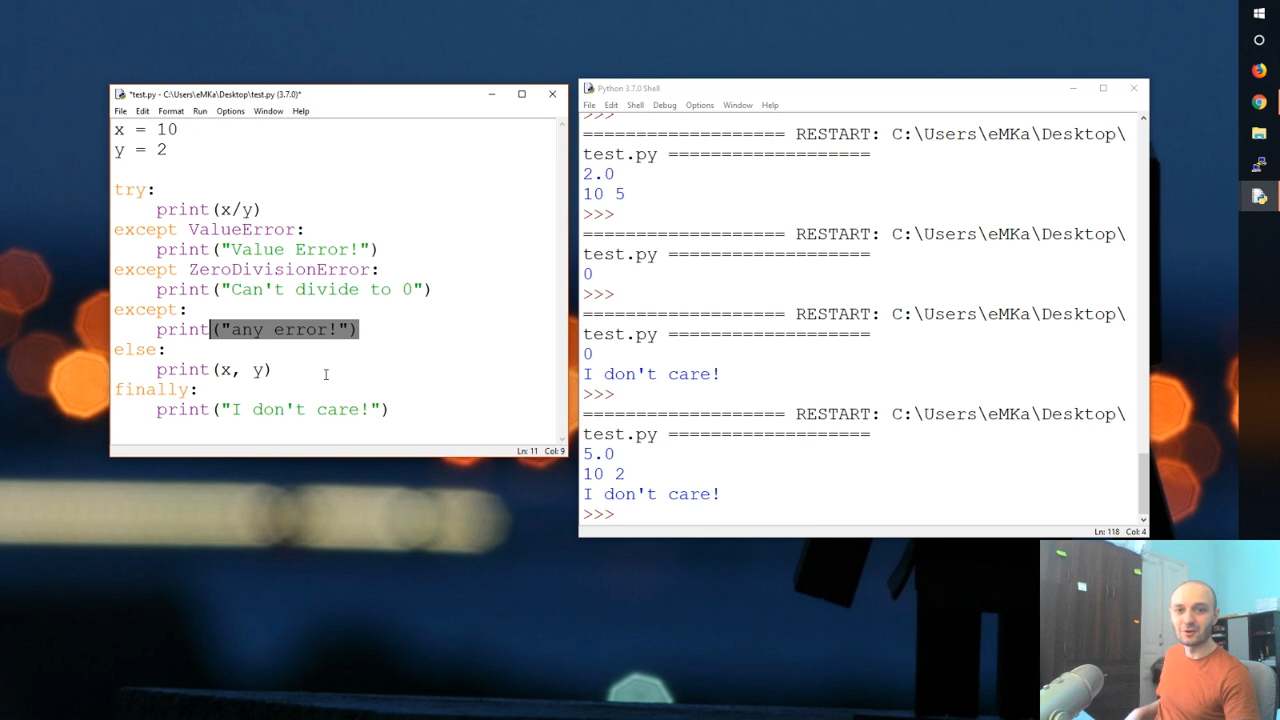 *test.py - C:\Users\eMKa\Desktop\test.py (3.7.0)*
File Edit Format Run Options Window Help
x = 10
y = 2
try:
print(x/y)
except ValueError:
print("Value Error!")
except ZeroDivisionError:
print("Can't divide to 0")
except:
print("any error!")
else:
print(x, y)
finally:
print("I don't care!")
Ln: 11 Col: 9
Python 3.7.0 Shell
File Edit Shell Debug Options Window Help
>>>
=================== RESTART: C:\Users\eMKa\Desktop\
test.py ===================
2.0
10 5
>>>
=================== RESTART: C:\Users\eMKa\Desktop\
test.py ===================
0
>>>
=================== RESTART: C:\Users\eMKa\Desktop\
test.py ===================
0
I don't care!
>>>
=================== RESTART: C:\Users\eMKa\Desktop\
test.py ===================
5.0
10 2
I don't care!
>>>
Ln: 118 Col: 4